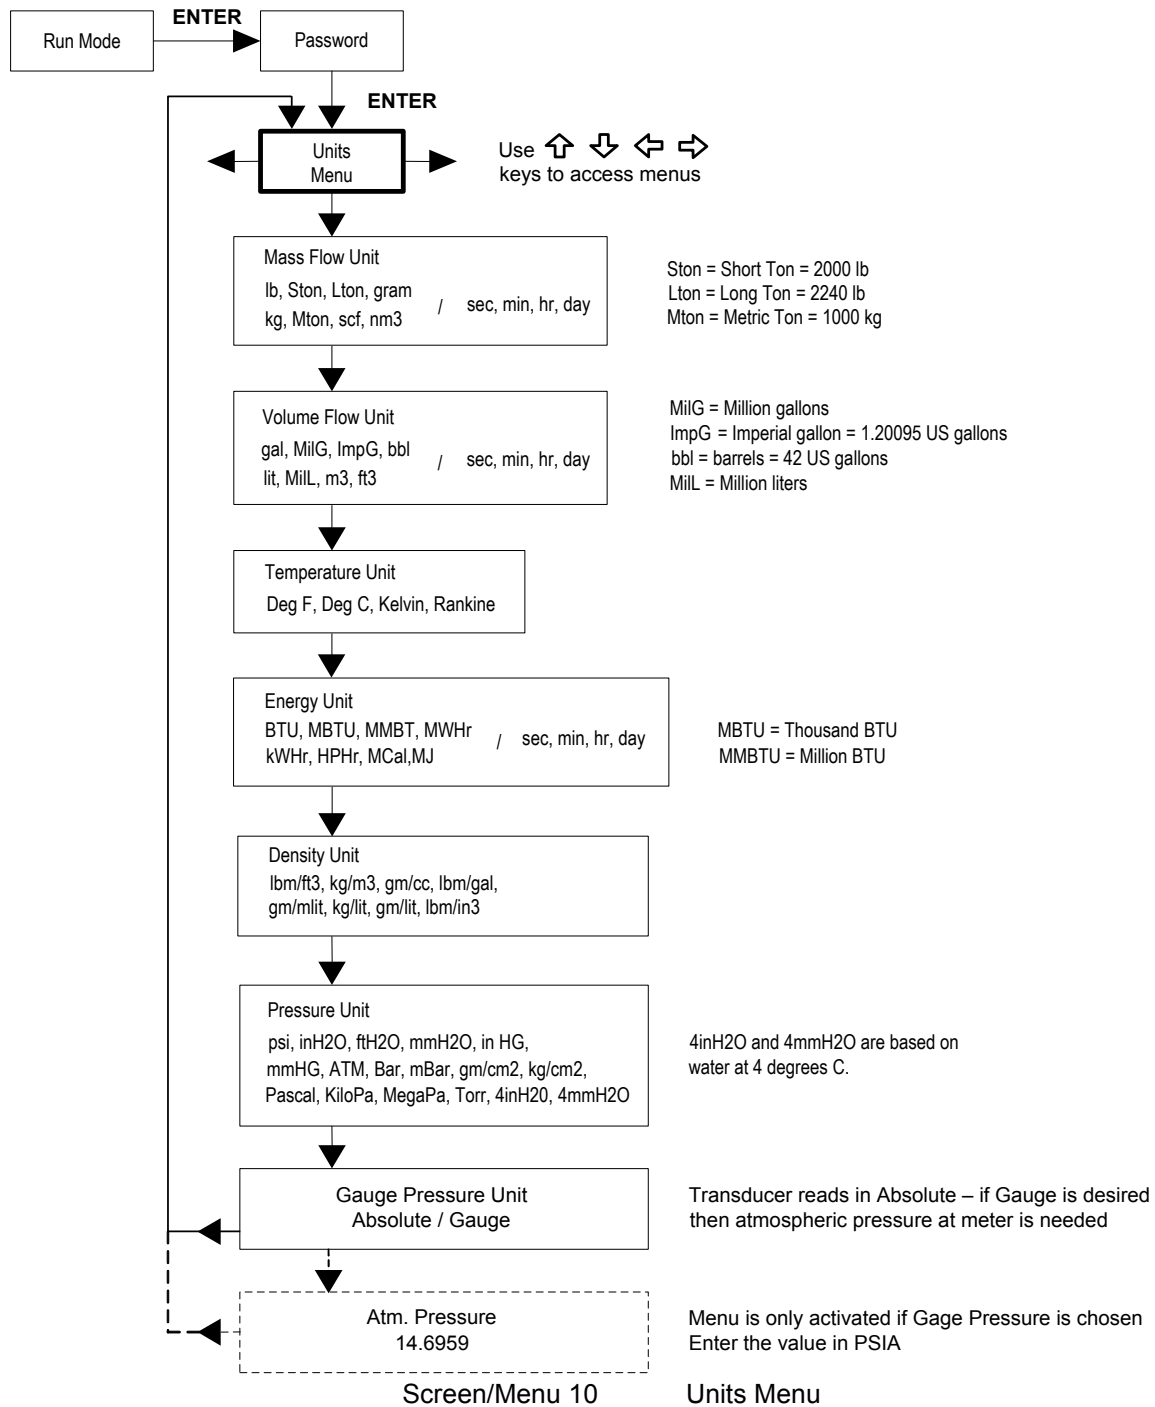 ENTER
Run Mode
Password
ENTER
Units
Menu
Use
keys to access menus
Mass Flow Unit
lb, Ston, Lton, gram
kg, Mton, scf, nm3
/ sec, min, hr, day
Ston = Short Ton = 2000 lb
Lton = Long Ton = 2240 lb
Mton = Metric Ton = 1000 kg
Volume Flow Unit
gal, MilG, ImpG, bbl
lit, MilL, m3, ft3
/ sec, min, hr, day
MilG = Million gallons
ImpG = Imperial gallon = 1.20095 US gallons
bbl = barrels = 42 US gallons
MilL = Million liters
Temperature Unit
Deg F, Deg C, Kelvin, Rankine
Energy Unit
BTU, MBTU, MMBT, MWHr
kWHr, HPHr, MCal,MJ
/ sec, min, hr, day
MBTU = Thousand BTU
MMBTU = Million BTU
Density Unit
lbm/ft3, kg/m3, gm/cc, lbm/gal,
gm/mlit, kg/lit, gm/lit, lbm/in3
Pressure Unit
psi, inH2O, ftH2O, mmH2O, in HG,
mmHG, ATM, Bar, mBar, gm/cm2, kg/cm2,
Pascal, KiloPa, MegaPa, Torr, 4inH20, 4mmH2O
4inH2O and 4mmH2O are based on
water at 4 degrees C.
Gauge Pressure Unit
Absolute / Gauge
Transducer reads in Absolute – if Gauge is desired
then atmospheric pressure at meter is needed
Atm. Pressure
14.6959
Menu is only activated if Gage Pressure is chosen
Enter the value in PSIA
Screen/Menu 10 Units Menu